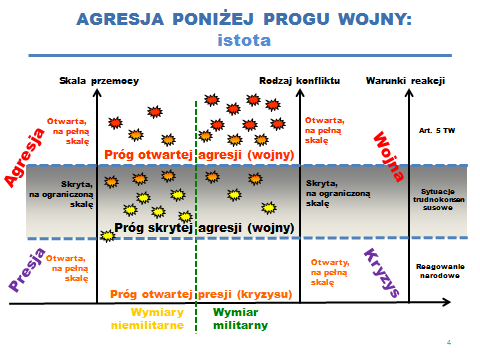 AGRESJA PONIŻEJ PROGU WOJNY:
istota
Skala przemocy
Rodzaj konfliktu
Warunki reakcji
Otwarta,
na pełną
skalę
Otwarta,
na pełną
skalę
Art. 5 TW
Agresja
Wojna
Próg otwartej agresji (wojny)
Skryta,
na ograniczoną
skalę
Skryta,
na ograniczoną
skalę
Sytuacje
trudnokonsen
susowe
Próg skrytej agresji (wojny)
Presja
Kryzys
Otwarta,
na pełną
skalę
Otwarty,
na pełną
skalę
Reagowanie
narodowe
Próg otwartej presji (kryzysu)
Wymiary
niemilitarne
Wymiar
militarny
4